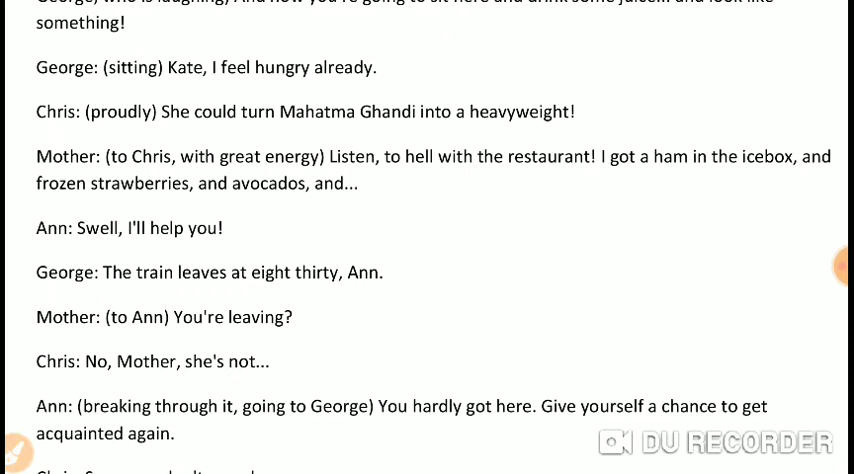 something!
George: (sitting) Kate, I feel hungry already.
Chris: (proudly) She could turn Mahatma Ghandi into a heavyweight!
Mother: (to Chris, with great energy) Listen, to hell with the restaurant! I got a ham in the icebox, and
frozen strawberries, and avocados, and...
Ann: Swell, I'll help you!
George: The train leaves at eight thirty, Ann.
Mother: (to Ann) You're leaving?
Chris: No, Mother, she's not...
Ann: (breaking through it, going to George) You hardly got here. Give yourself a chance to get
acquainted again.
DU RECORDER